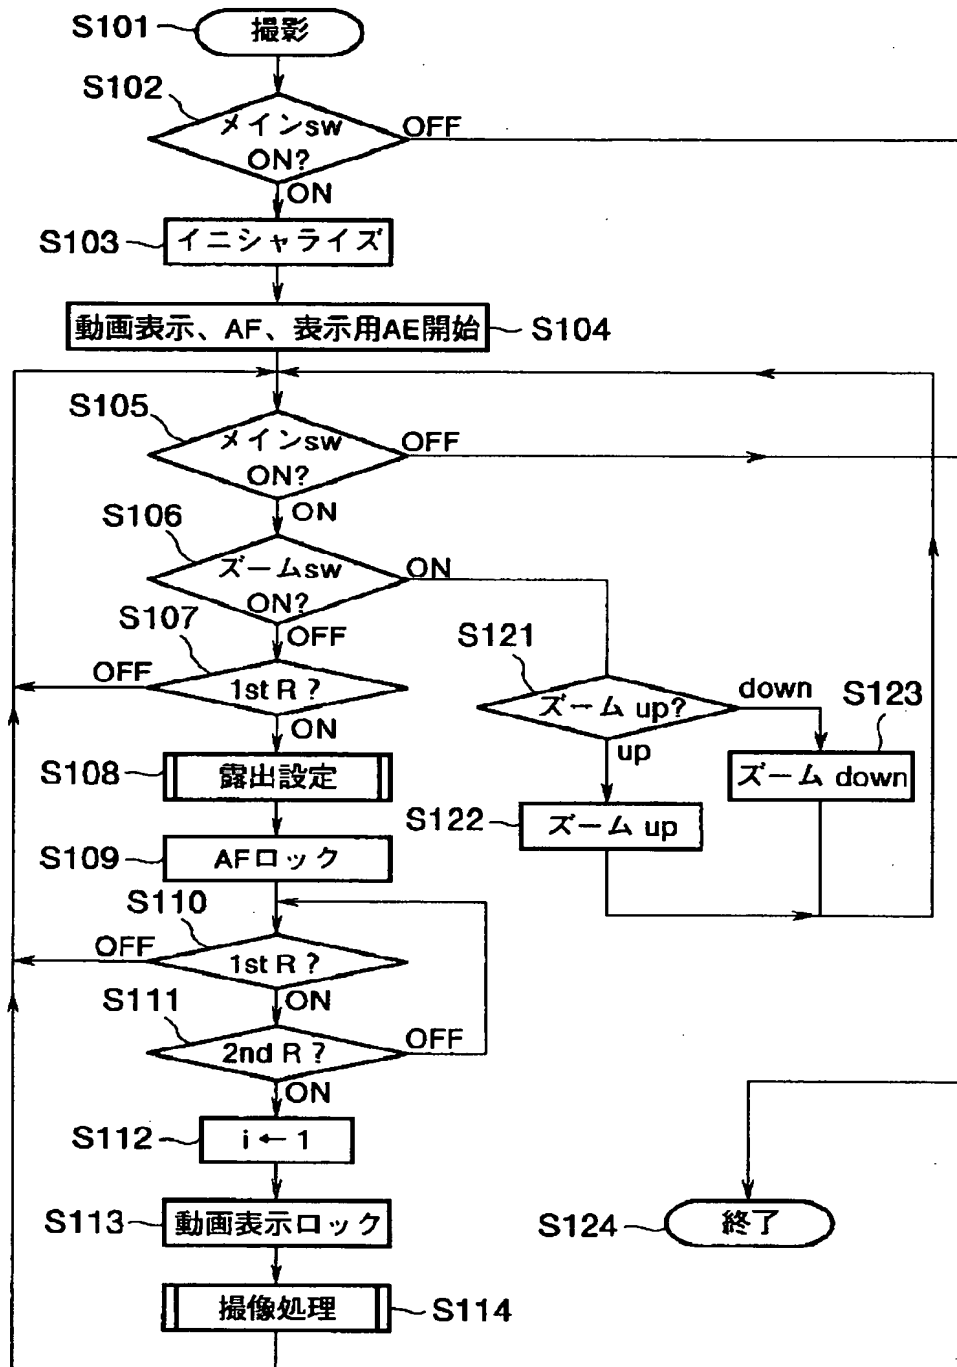 S101
撮影
S102
メインsw
ON?
OFF
ON
S103
イニシャライズ
動画表示、AF、表示用AE開始
S104
S105
メインsw
ON?
OFF
ON
S106
ズームsw
ON?
ON
OFF
S107
1st R ?
OFF
ON
S121
ズーム up?
down
up
S123
ズーム down
S122
ズーム up
S108
露出設定
S109
AFロック
S110
1st R ?
OFF
ON
S111
2nd R ?
OFF
ON
S112
i ← 1
S113
動画表示ロック
S124
終了
撮像処理
S114